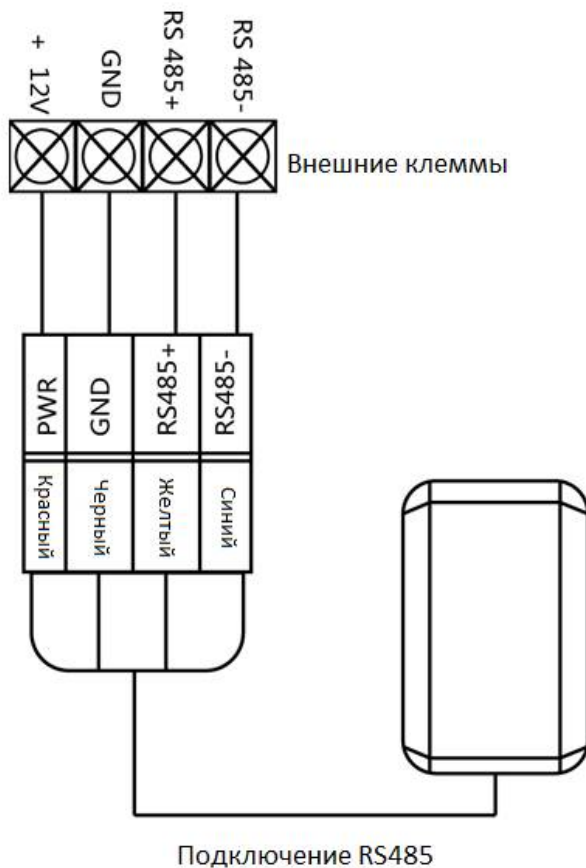 + 12V
GND
RS 485+
RS 485-
Внешние клеммы
PWR
GND
RS485+
RS485-
Красный
Черный
Желтый
Синий
Подключение RS485